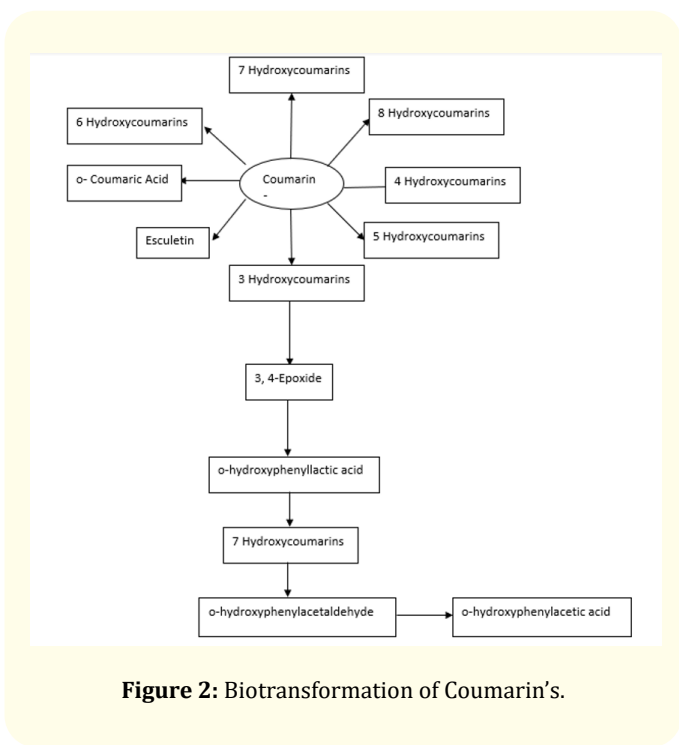 7 Hydroxycoumarins
8 Hydroxycoumarins
6 Hydroxycoumarins
o- Coumaric Acid
Coumarin
-
4 Hydroxycoumarins
Esculetin
5 Hydroxycoumarins
3 Hydroxycoumarins
3, 4-Epoxide
o-hydroxyphenyllactic acid
7 Hydroxycoumarins
o-hydroxyphenylacetaldehyde
o-hydroxyphenylacetic acid
Figure 2: Biotransformation of Coumarin’s.